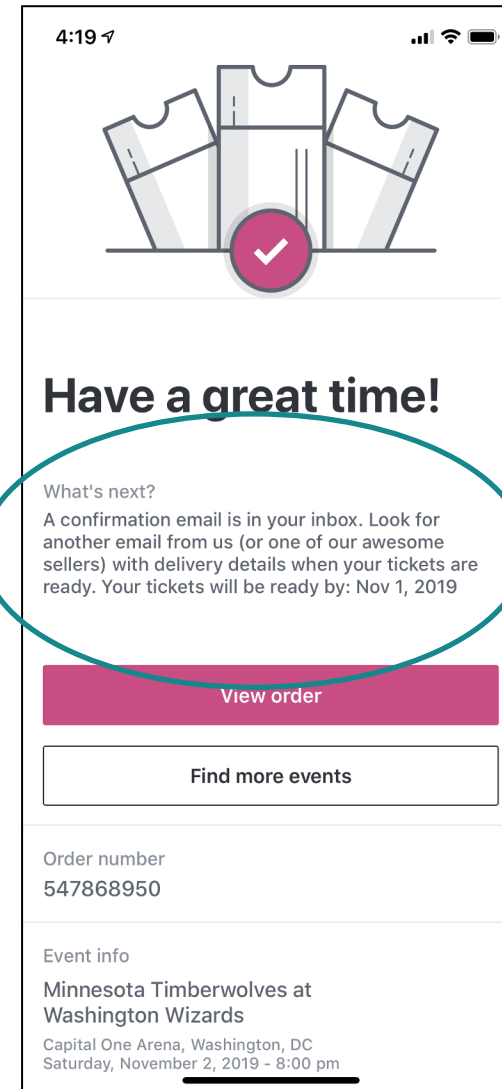 4:19
Have a great time!
What's next?
A confirmation email is in your inbox. Look for
another email from us (or one of our awesome
sellers) with delivery details when your tickets are
ready. Your tickets will be ready by: Nov 1, 2019
View order
Find more events
Order number
547868950
Event info
Minnesota Timberwolves at
Washington Wizards
Capital One Arena, Washington, DC
Saturday, November 2, 2019 - 8:00 pm